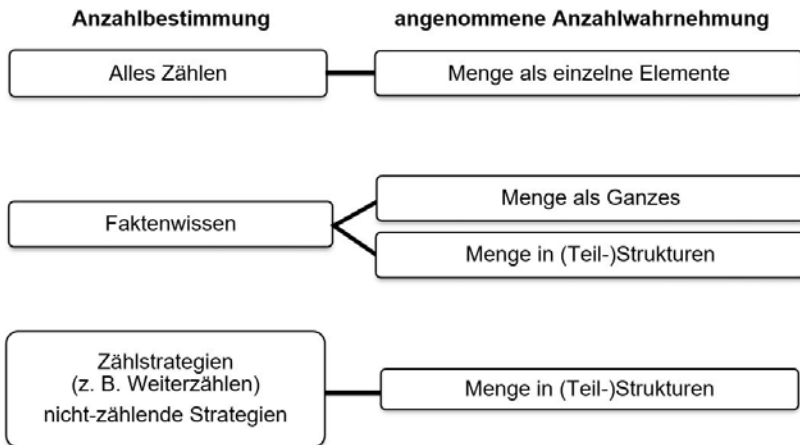 Anzahlbestimmung
angenommene Anzahlwahrnehmung
Alles Zählen
Menge als einzelne Elemente
Faktenwissen
Menge als Ganzes
Menge in (Teil-)Strukturen
Zählstrategien
(z. B. Weiterzählen)
nicht-zählende Strategien
Menge in (Teil-)Strukturen